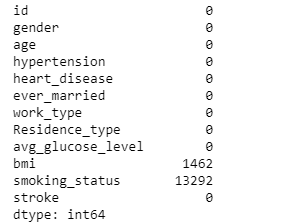 id 0
gender 0
age 0
hypertension 0
heart_disease 0
ever_married 0
work_type 0
Residence_type 0
avg_glucose_level 0
bmi 1462
smoking_status 13292
stroke 0
dtype: int64